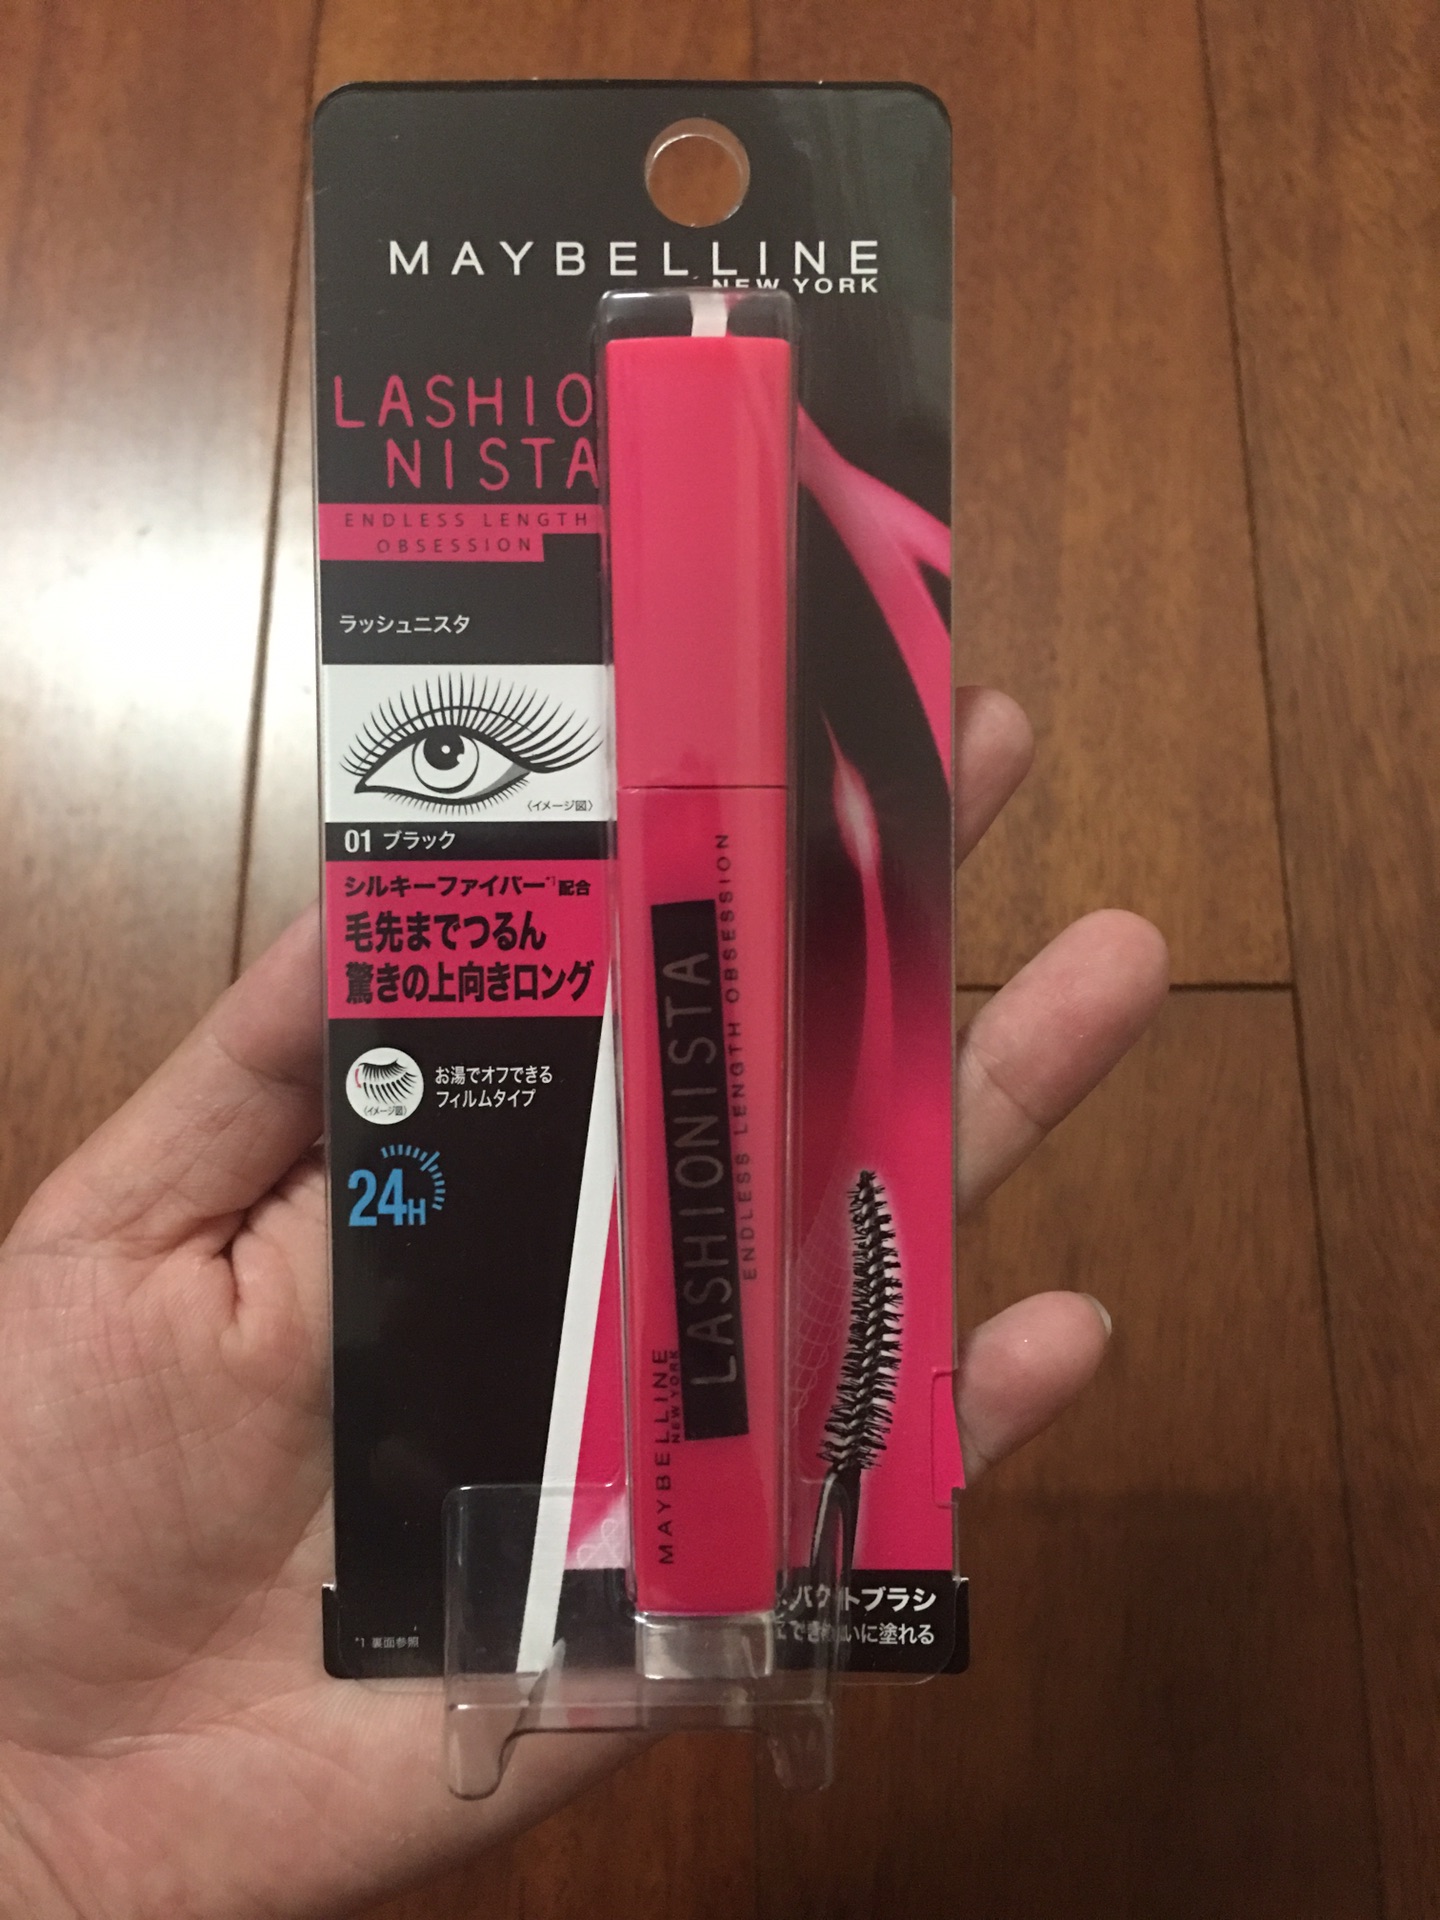 MAYBELLINE
NEW YORK
LASHIO
NISTA
ENDLESS LENGTH
OBSESSION
ラッシュニスタ
〈イメージ図〉
01 ブラック
シルキーファイバー*1配合
毛先までつるん
驚きの上向きロング
〈イメージ図〉
お湯でオフできる
フィルムタイプ
24H
LASHIONISTA
ENDLESS LENGTH OBSESSION
MAYBELLINE
NEW YORK
トブラシ
いに塗れる
*1 裏面参照